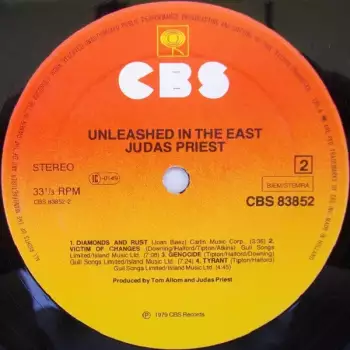 CBS
UNLEASHED IN THE EAST
JUDAS PRIEST
STEREO
2
33⅓ RPM
BIEM/STEMRA
CBS 83852-2
CBS 83852
1. DIAMONDS AND RUST (Joan Baez) Carlin Music Corp. (3:06) 2.
VICTIM OF CHANGES (Downing/Halford/Tipton/Atkins) Gull Songs
Limited/Island Music Ltd. (7:08) 3. GENOCIDE (Downing/Halford/Tipton)
Gull Songs Limited/Island Music Ltd. (7:24) 4. TYRANT (Tipton/Halford)
Gull Songs Limited/Island Music Ltd.
(4:45)
Produced by Tom Allom and Judas Priest
℗ 1979 CBS Records